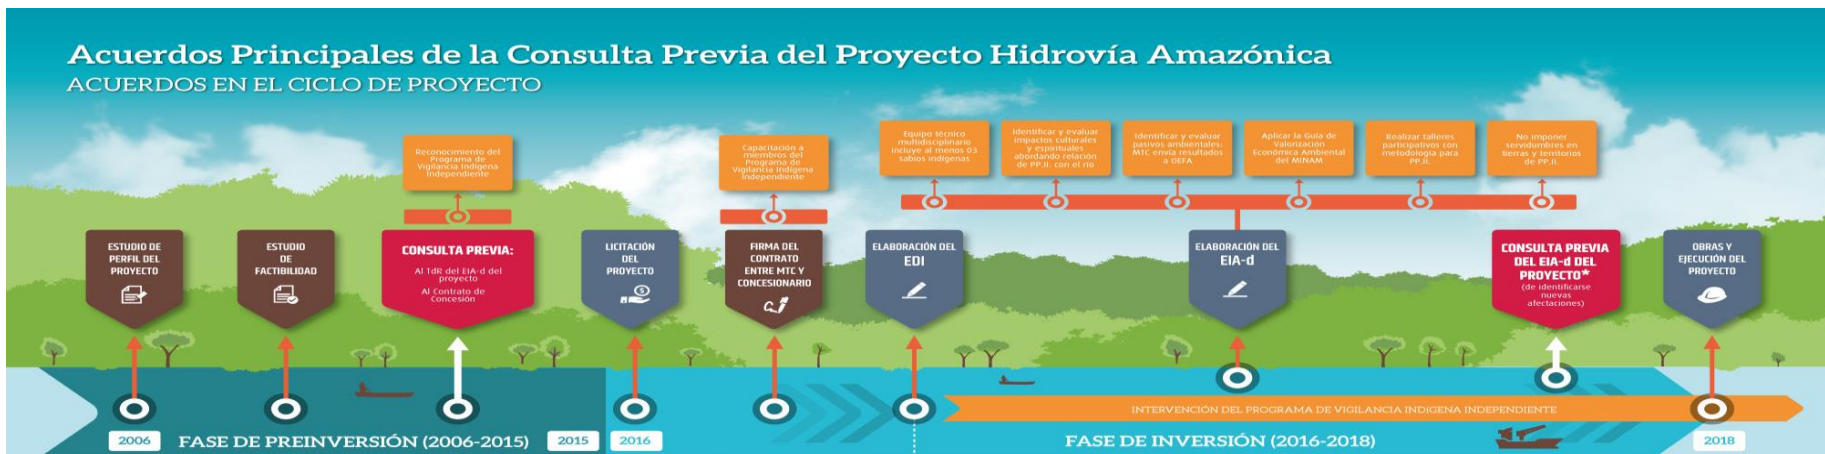 Acuerdos Principales de la Consulta Previa del Proyecto Hidrovía Amazónica
ACUERDOS EN EL CICLO DE PROYECTO
Reconocimiento del
Programa de
Vigilancia Indígena
Independiente
Capacitación a
miembros del
Programa de
Vigilancia Indígena
Independiente
Equipo técnico
multidisciplinario
incluye al menos 03
sabios indígenas
Identificar y evaluar
impactos culturales
y espirituales
abordando relación
de PP.II. con el río
Identificar y evaluar
pasivos ambientales:
MTC envía resultados
a OEFA
Aplicar la Guía de
Valorización
Económica Ambiental
del MINAM
Realizar talleres
participativos con
metodología para
PP.II.
No imponer
servidumbres en
tierras y territorios
de PP.II.
ESTUDIO DE
PERFIL DEL
PROYECTO
ESTUDIO
DE
FACTIBILIDAD
CONSULTA PREVIA:
Al TdR del EIA-d del
proyecto
Al Contrato de
Concesión
LICITACIÓN
DEL
PROYECTO
FIRMA DEL
CONTRATO
ENTRE MTC Y
CONCESIONARIO
ELABORACIÓN DEL
EDI
ELABORACIÓN DEL
EIA-d
CONSULTA PREVIA
DEL EIA-d DEL
PROYECTO*
(de identificarse
nuevas
afectaciones)
OBRAS Y
EJECUCIÓN DEL
PROYECTO
INTERVENCIÓN DEL PROGRAMA DE VIGILANCIA INDIGENA INDEPENDIENTE
2006
FASE DE PREINVERSIÓN (2006-2015)
2015
2016
FASE DE INVERSIÓN (2016-2018)
2018